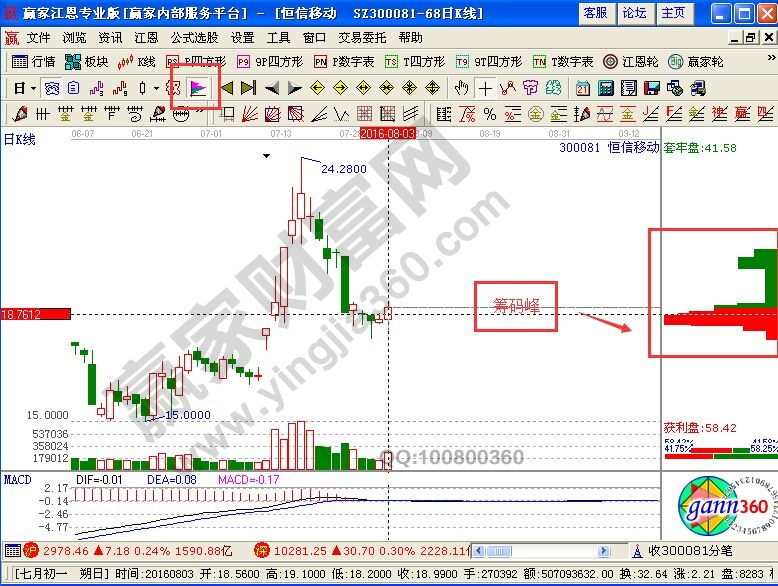 赢家江恩专业版[赢家内部服务平台] - [恒信移动 SZ300081-68日K线]
客服 论坛 主页
文件 浏览 资讯 江恩 公式选股 设置 工具 窗口 交易委托 帮助
行情 板块 K线 P四方形 9P四方形 P数字表 T四方形 9T四方形 T数字表 江恩轮 赢家轮
日
日K线
06-07 06-21 07-01 07-13 2016-08-03 08-19 08-31 09-12
300081 恒信移动 套牢盘:41.58
24.2800
18.7612
筹码峰
15.0000
15.0000
537036
358024
179012
获利盘:58.42
41.75% 58.25%
QQ:100800360
赢家财富网
www.yingjia360.com
MACD DIF=-0.01 DEA=0.08 MACD=-0.17
2.17
-0.14
-2.46
-4.77
gann360
沪 2978.46 ▲7.18 0.24% 1590.88亿 深 10281.25 ▲30.70 0.30% 2228.11亿 收300081分笔
[七月初一 朔日] 时间:20160803 开:18.5600 高:19.1000 低:18.2000 收:18.9900 手:270392 额:507093632.00 换:32.64 涨:2.21 盘:8283